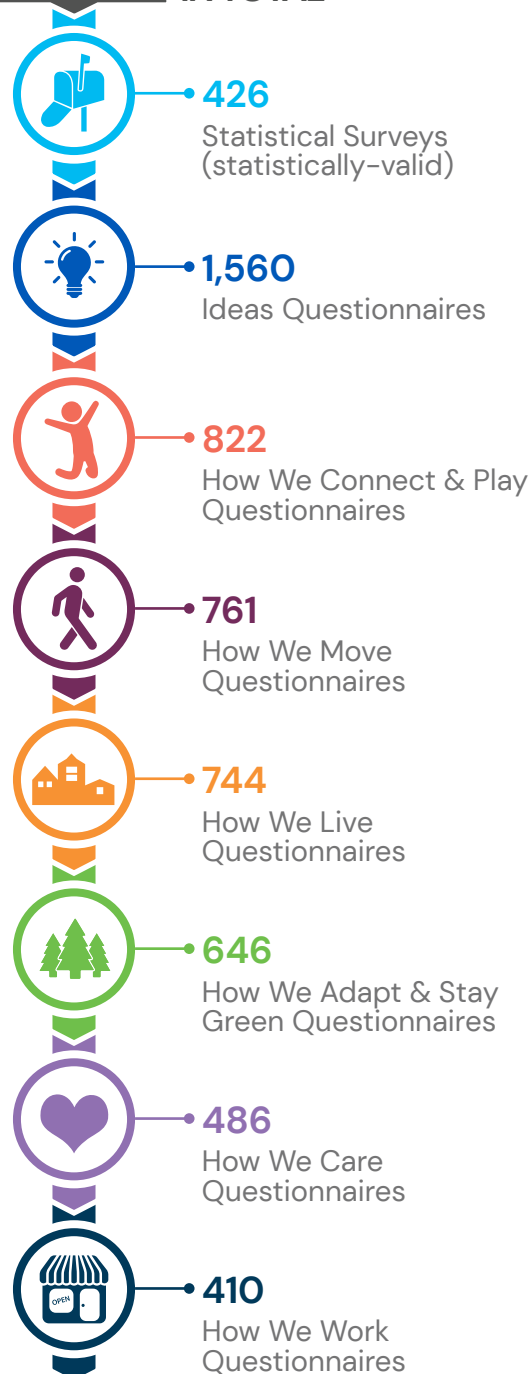 426
Statistical Surveys
(statistically-valid)
1,560
Ideas Questionnaires
822
How We Connect & Play
Questionnaires
761
How We Move
Questionnaires
744
How We Live
Questionnaires
646
How We Adapt & Stay
Green Questionnaires
486
How We Care
Questionnaires
OPEN
410
How We Work
Questionnaires